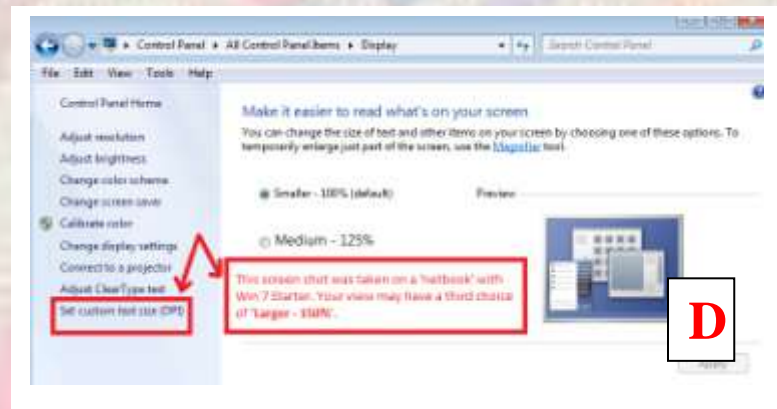 Control Panel ▸ All Control Panel Items ▸ Display
Search Control Panel
File Edit View Tools Help
Control Panel Home
Adjust resolution
Adjust brightness
Change color scheme
Change screen saver
Calibrate color
Change display settings
Connect to a projector
Adjust ClearType text
Set custom text size (DPI)
Make it easier to read what's on your screen
You can change the size of text and other items on your screen by choosing one of these options. To
temporarily enlarge just part of the screen, use the Magnifier tool.
Smaller - 100% (default)
Preview
Medium - 125%
This screen shot was taken on a 'netbook' with
Win 7 Starter. Your view may have a third choice
of 'Larger - 150%'.
D
Apply